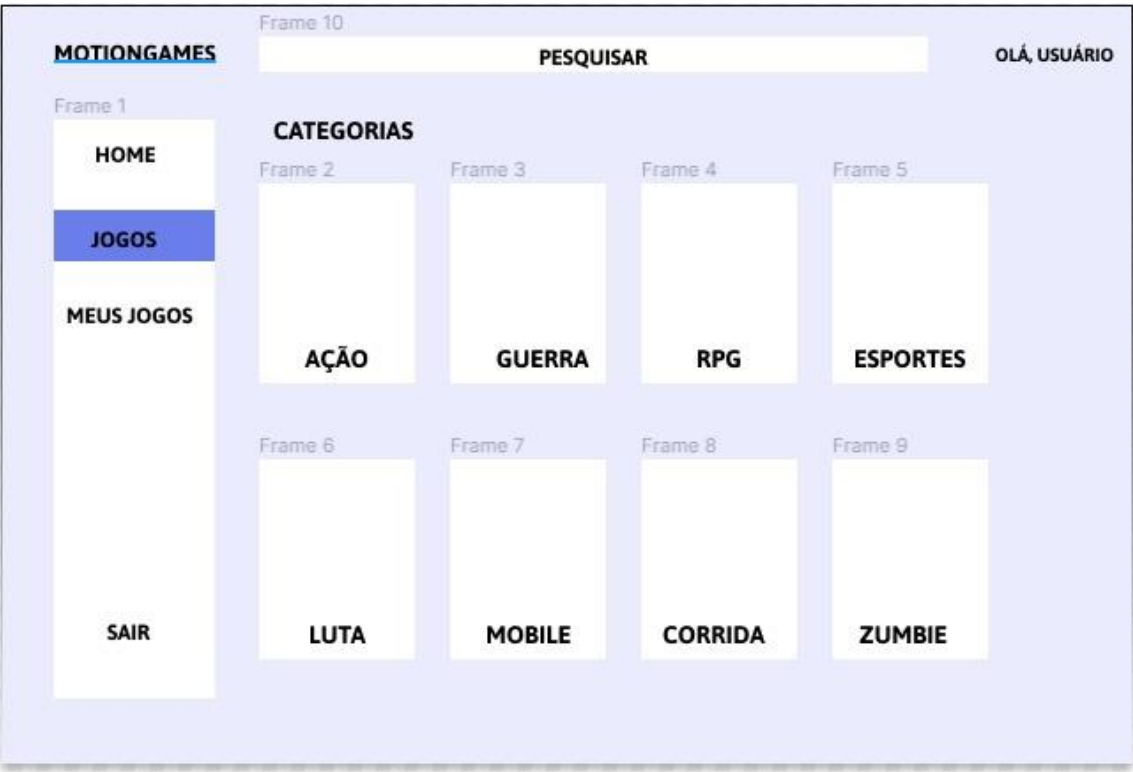 Frame 10
MOTIONGAMES
PESQUISAR
OLÁ, USUÁRIO
Frame 1
HOME
JOGOS
MEUS JOGOS
SAIR
CATEGORIAS
Frame 2
Frame 3
Frame 4
Frame 5
AÇÃO
GUERRA
RPG
ESPORTES
Frame 6
Frame 7
Frame 8
Frame 9
LUTA
MOBILE
CORRIDA
ZUMBIE